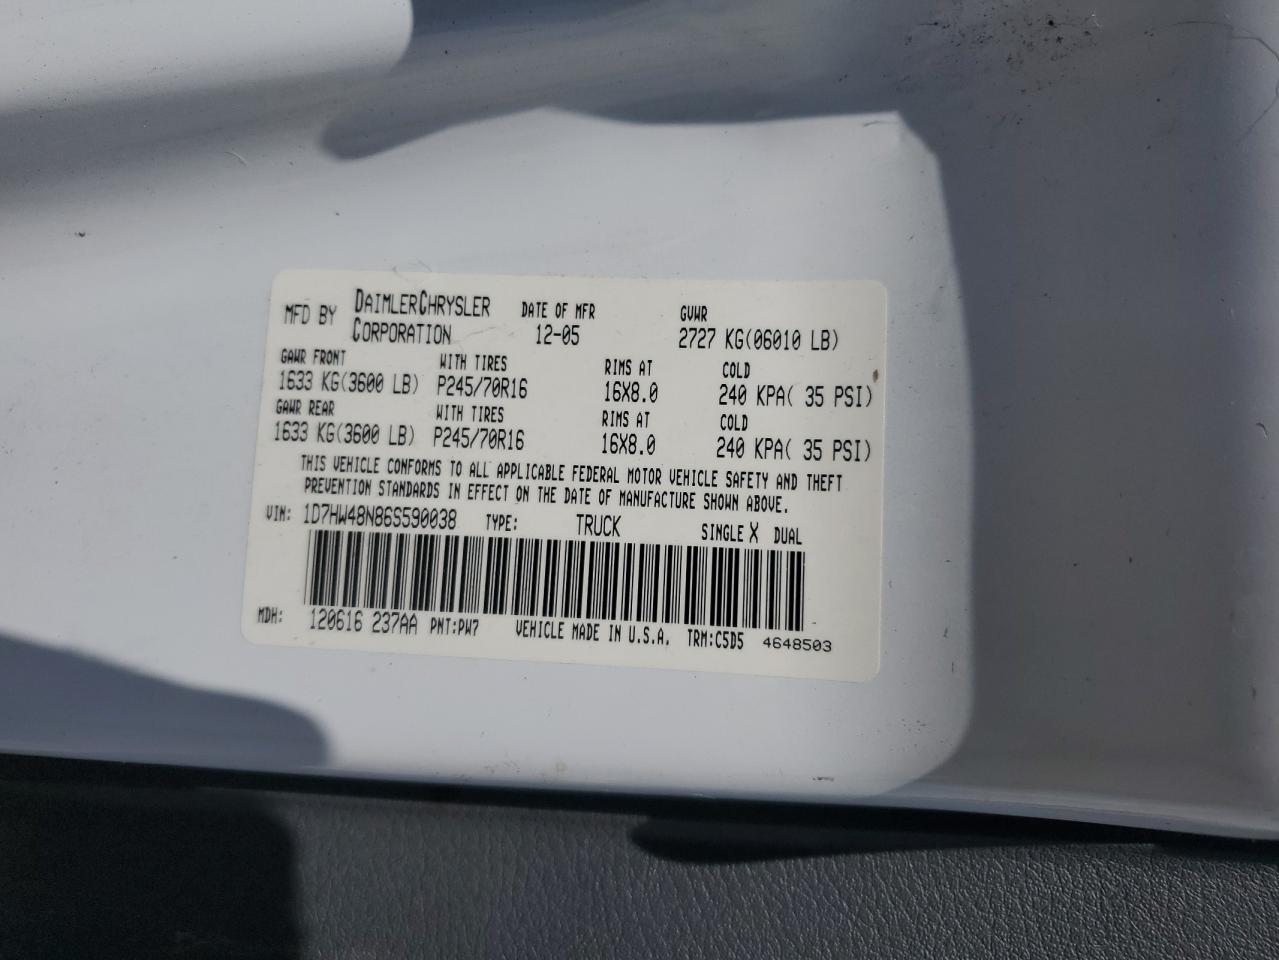 MFD BY DAIMLERCHRYSLER CORPORATION DATE OF MFR 12-05 GVWR 2727 KG(06010 LB)
GAWR FRONT WITH TIRES RIMS AT COLD
1633 KG(3600 LB) P245/70R16 16X8.0 240 KPA( 35 PSI)
GAWR REAR WITH TIRES RIMS AT COLD
1633 KG(3600 LB) P245/70R16 16X8.0 240 KPA( 35 PSI)
THIS VEHICLE CONFORMS TO ALL APPLICABLE FEDERAL MOTOR VEHICLE SAFETY AND THEFT
PREVENTION STANDARDS IN EFFECT ON THE DATE OF MANUFACTURE SHOWN ABOVE.
VIN: 1D7HW48N86S590038 TYPE: TRUCK SINGLE X DUAL
MDH: 120616 237AA PNT:PW7 VEHICLE MADE IN U.S.A. TRM:C5D5 4648503